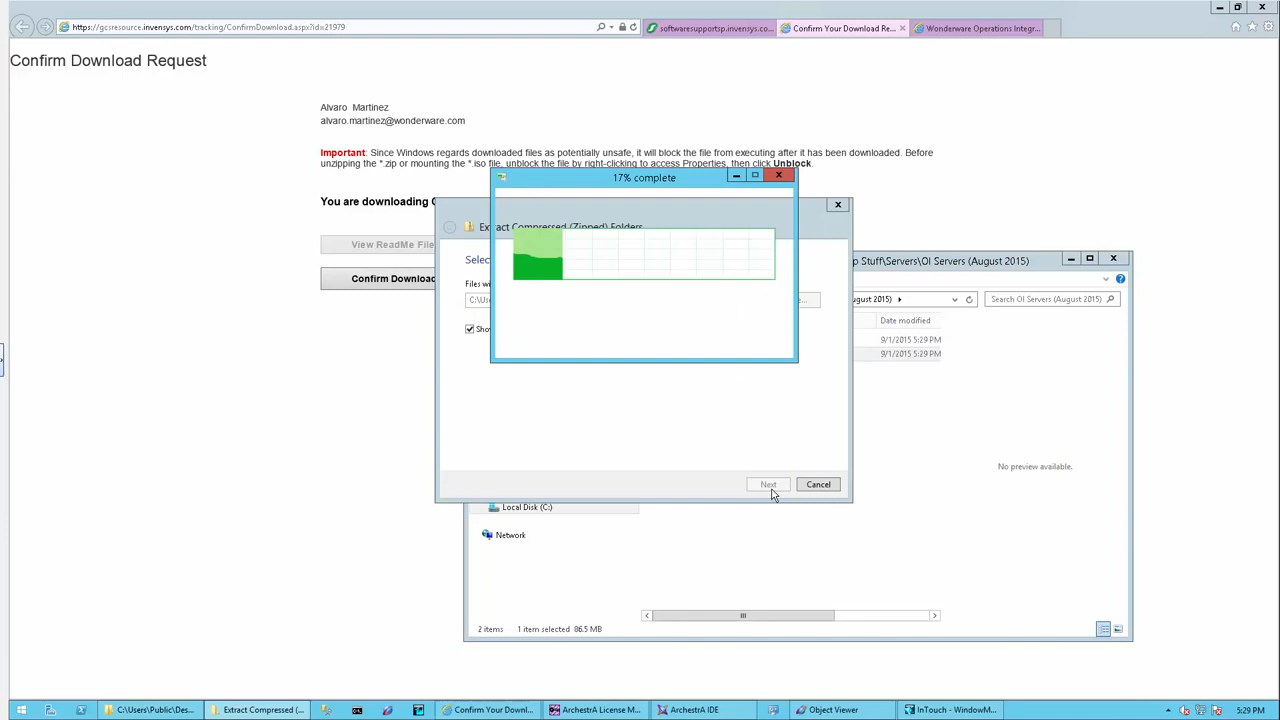 https://gcsresource.invensys.com/tracking/ConfirmDownload.aspx?id=21979
softwaresupportsp.invensys.co...
Confirm Your Download Re...
Wonderware Operations Integr...
Confirm Download Request
Alvaro Martinez
alvaro.martinez@wonderware.com
Important: Since Windows regards downloaded files as potentially unsafe, it will block the file from executing after it has been downloaded. Before
unzipping the *.zip or mounting the *.iso file, unblock the file by right-clicking to access Properties, then click Unblock.
17% complete
You are downloading
Extract Compressed (Zipped) Folders
View ReadMe File
Confirm Download
Selec
Files wi
C:\Use
Show
p Stuff\Servers\OI Servers (August 2015)
ugust 2015)
Search OI Servers (August 2015)
Date modified
9/1/2015 5:29 PM
9/1/2015 5:29 PM
No preview available.
Next
Cancel
Local Disk (C:)
Network
2 items 1 item selected 86.5 MB
C:\Users\Public\Des...
Extract Compressed (...
Confirm Your Downl...
ArchestrA License M...
ArchestrA IDE
Object Viewer
InTouch - WindowM...
5:29 PM